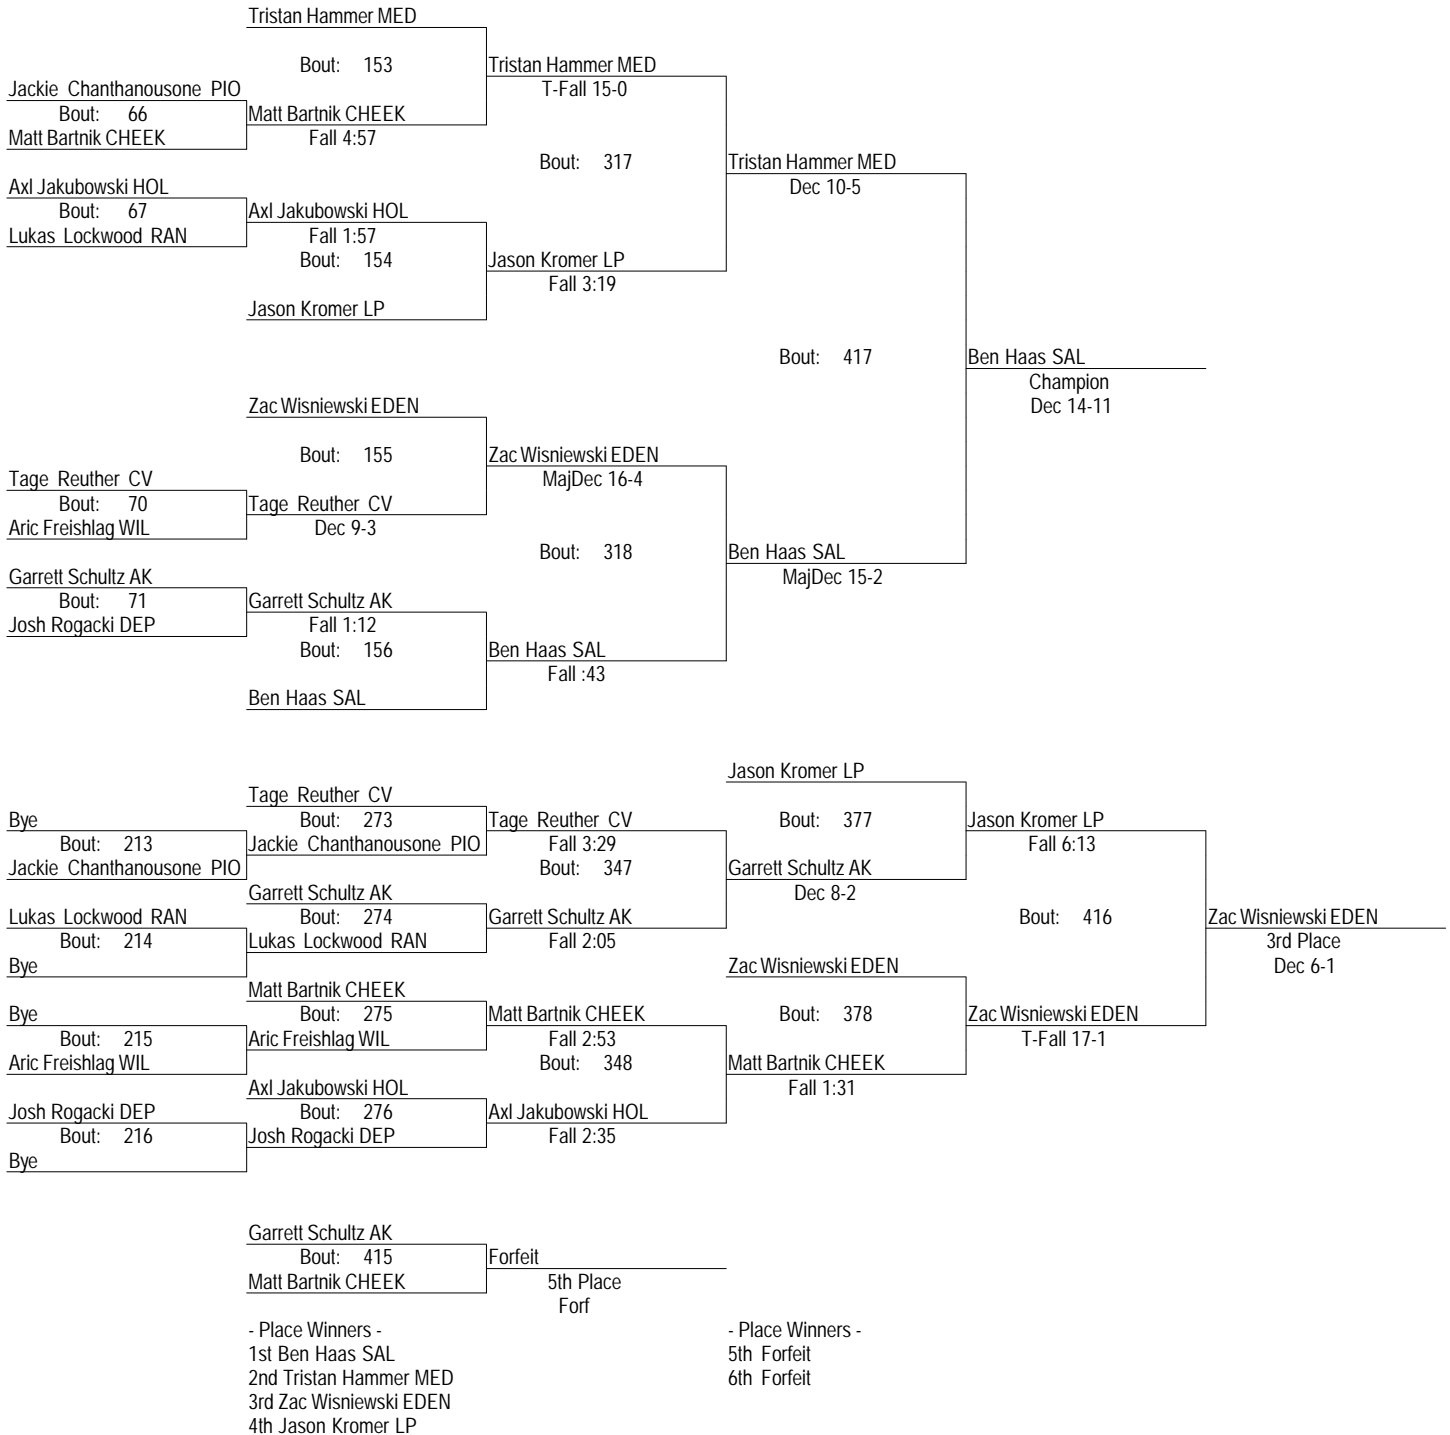 Tristan Hammer MED
Bout: 153
Tristan Hammer MED
Jackie Chanthanousone PIO
T-Fall 15-0
Bout: 66
Matt Bartnik CHEEK
Matt Bartnik CHEEK
Fall 4:57
Bout: 317
Tristan Hammer MED
Axl Jakubowski HOL
Dec 10-5
Bout: 67
Axl Jakubowski HOL
Lukas Lockwood RAN
Fall 1:57
Bout: 154
Jason Kromer LP
Fall 3:19
Jason Kromer LP
Bout: 417
Ben Haas SAL
Champion
Dec 14-11
Zac Wisniewski EDEN
Bout: 155
Zac Wisniewski EDEN
Tage Reuther CV
MajDec 16-4
Bout: 70
Tage Reuther CV
Aric Freishlag WIL
Dec 9-3
Bout: 318
Ben Haas SAL
Garrett Schultz AK
MajDec 15-2
Bout: 71
Garrett Schultz AK
Josh Rogacki DEP
Fall 1:12
Bout: 156
Ben Haas SAL
Fall :43
Ben Haas SAL
Jason Kromer LP
Tage Reuther CV
Bye
Bout: 273
Tage Reuther CV
Bout: 377
Jason Kromer LP
Bout: 213
Jackie Chanthanousone PIO
Fall 3:29
Fall 6:13
Jackie Chanthanousone PIO
Bout: 347
Garrett Schultz AK
Garrett Schultz AK
Dec 8-2
Lukas Lockwood RAN
Bout: 274
Garrett Schultz AK
Bout: 416
Zac Wisniewski EDEN
Bout: 214
Lukas Lockwood RAN
Fall 2:05
3rd Place
Bye
Zac Wisniewski EDEN
Dec 6-1
Matt Bartnik CHEEK
Bye
Bout: 275
Matt Bartnik CHEEK
Bout: 378
Zac Wisniewski EDEN
Bout: 215
Aric Freishlag WIL
Fall 2:53
T-Fall 17-1
Aric Freishlag WIL
Bout: 348
Matt Bartnik CHEEK
Axl Jakubowski HOL
Fall 1:31
Josh Rogacki DEP
Bout: 276
Axl Jakubowski HOL
Bout: 216
Josh Rogacki DEP
Fall 2:35
Bye
Garrett Schultz AK
Bout: 415
Forfeit
Matt Bartnik CHEEK
5th Place
Forf
- Place Winners -
1st Ben Haas SAL
2nd Tristan Hammer MED
3rd Zac Wisniewski EDEN
4th Jason Kromer LP
- Place Winners -
5th Forfeit
6th Forfeit